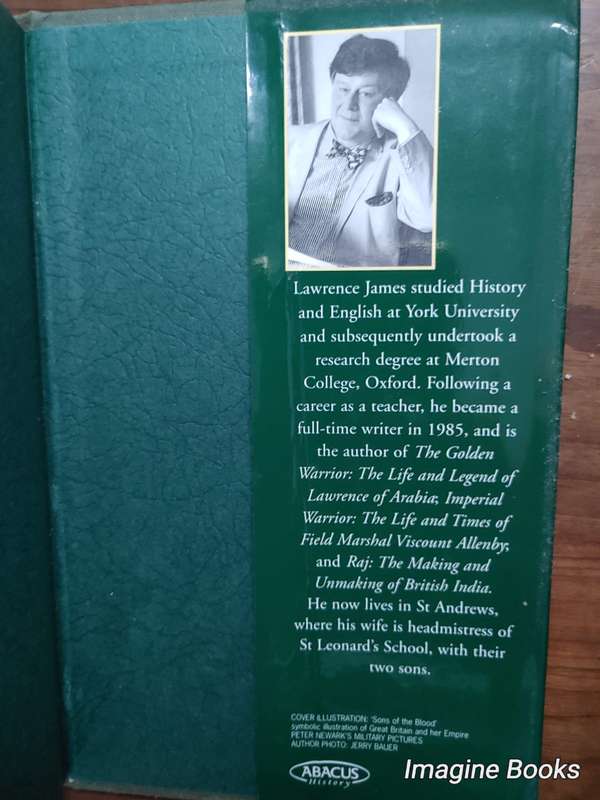 Lawrence James studied History
and English at York University
and subsequently undertook a
research degree at Merton
College, Oxford. Following a
career as a teacher, he became a
full-time writer in 1985, and is
the author of The Golden
Warrior: The Life and Legend of
Lawrence of Arabia; Imperial
Warrior: The Life and Times of
Field Marshal Viscount Allenby;
and Raj: The Making and
Unmaking of British India.
He now lives in St Andrews,
where his wife is headmistress of
St Leonard's School, with their
two sons.
COVER ILLUSTRATION: 'Sons of the Blood'
symbolic illustration of Great Britain and her Empire
PETER NEWARK'S MILITARY PICTURES
AUTHOR PHOTO: JERRY BAUER
ABACUS
History
Imagine Books